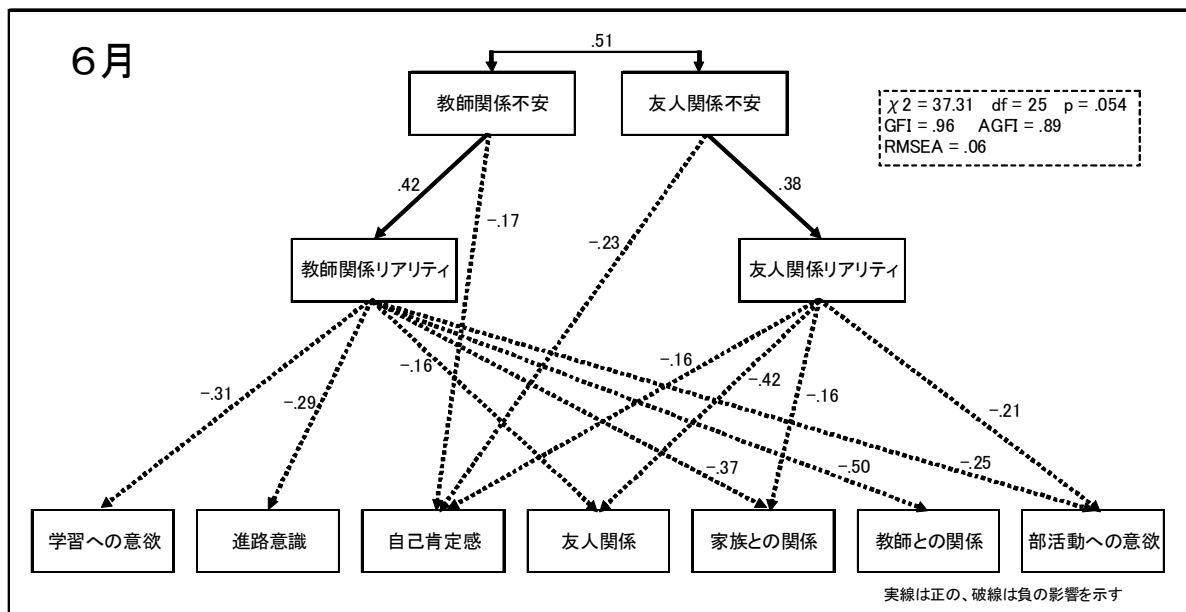 6月
.51
教師関係不安
友人関係不安
χ2 = 37.31 df = 25 p = .054
GFI = .96 AGFI = .89
RMSEA = .06
.42
.38
-.17
-.23
教師関係リアリティ
友人関係リアリティ
-.31
-.29
-.16
-.16
-.42
-.16
-.21
-.37
-.50
-.25
学習への意欲
進路意識
自己肯定感
友人関係
家族との関係
教師との関係
部活動への意欲
実線は正の、破線は負の影響を示す